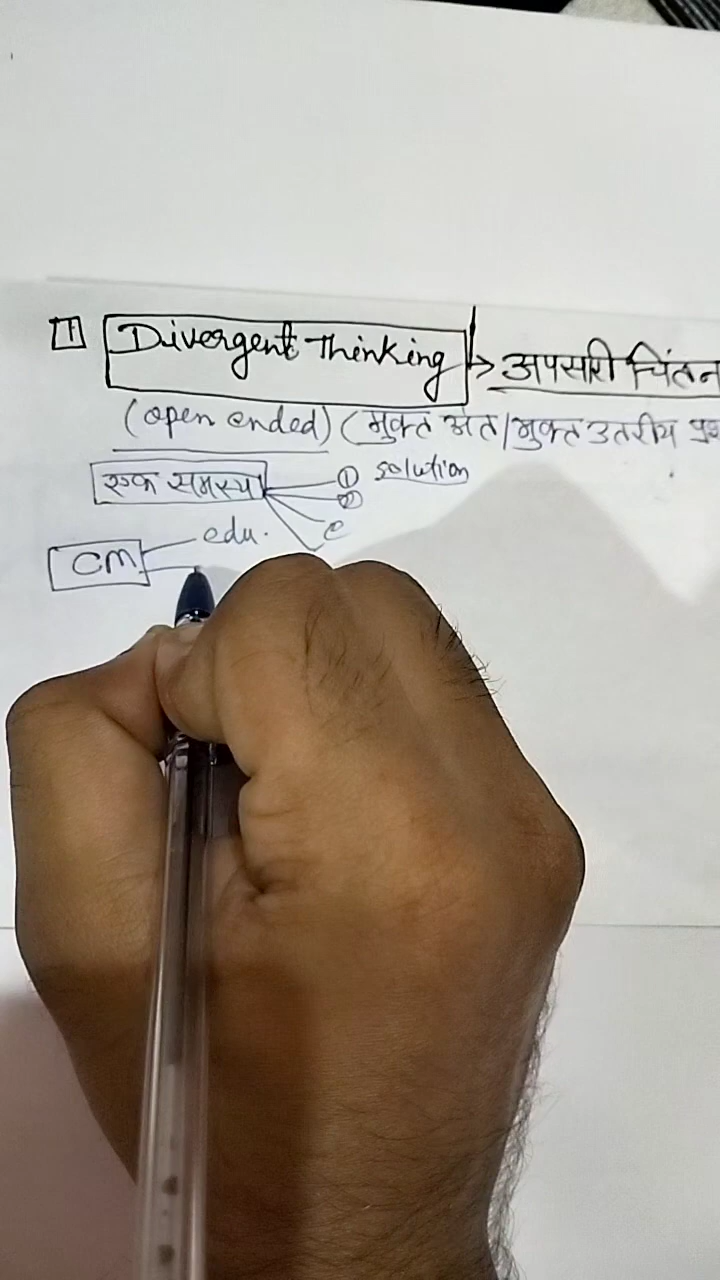 1 Divergent Thinking → अपसारी चिंतन
(open ended) (मुक्त अंत/मुक्त उतरीय
एक समस्या ① solution
②
edu.
CM